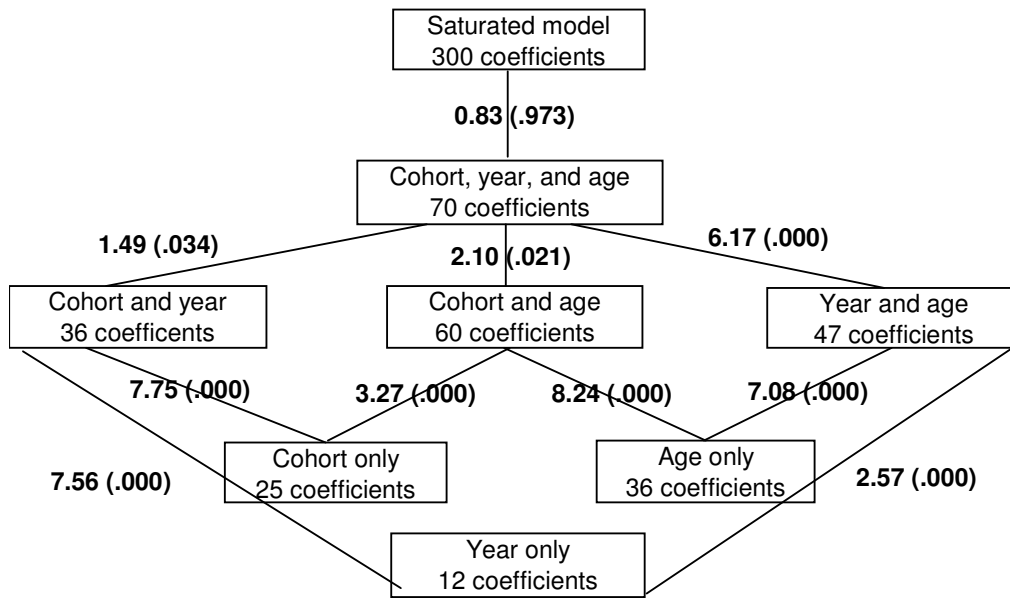 Saturated model
300 coefficients
0.83 (.973)
Cohort, year, and age
70 coefficients
1.49 (.034)
2.10 (.021)
6.17 (.000)
Cohort and year
36 coefficents
Cohort and age
60 coefficients
Year and age
47 coefficients
7.75 (.000)
3.27 (.000)
8.24 (.000)
7.08 (.000)
Cohort only
25 coefficients
Age only
36 coefficients
7.56 (.000)
2.57 (.000)
Year only
12 coefficients